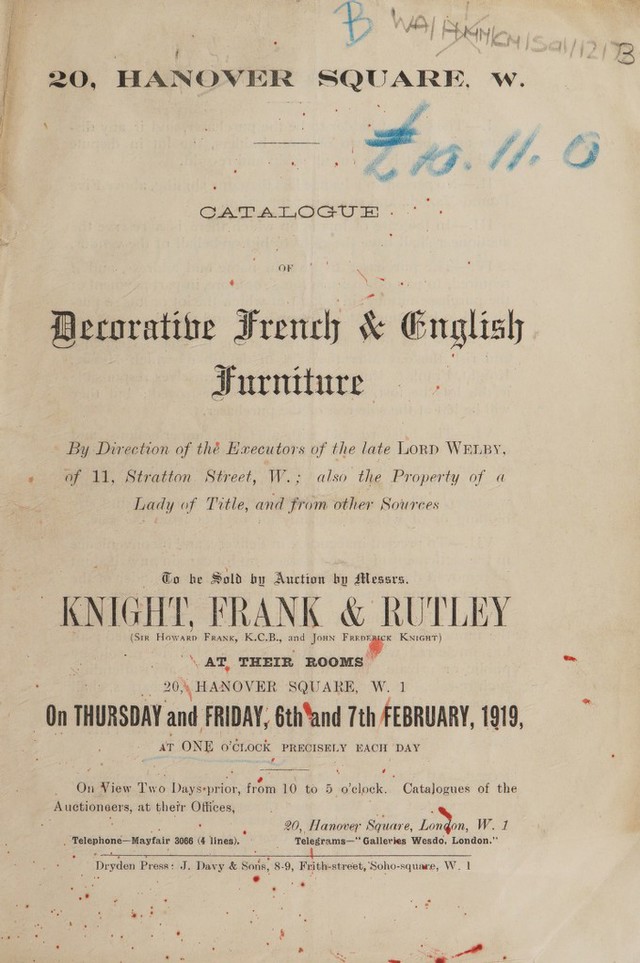 B
20, HANOVER SQUARE, W.
£10.11.0
CATALOGUE
OF
Decorative French & English
Furniture
By Direction of the Executors of the late LORD WELBY,
of 11, Stratton Street, W.; also the Property of a
Lady of Title, and from other Sources
To be Sold by Auction by Messrs.
KNIGHT, FRANK & RUTLEY
(SIR HOWARD FRANK, K.C.B., and JOHN FREDERICK KNIGHT)
AT THEIR ROOMS
20, HANOVER SQUARE, W. 1
On THURSDAY and FRIDAY, 6th and 7th FEBRUARY, 1919,
AT ONE O'CLOCK PRECISELY EACH DAY
On View Two Days prior, from 10 to 5 o'clock. Catalogues of the
Auctioneers, at their Offices,
20, Hanover Square, London, W. 1
Telephone—Mayfair 3066 (4 lines). Telegrams—"Galleries Wesdo, London."
Dryden Press: J. Davy & Sons, 8-9, Frith-street, Soho-square, W. 1